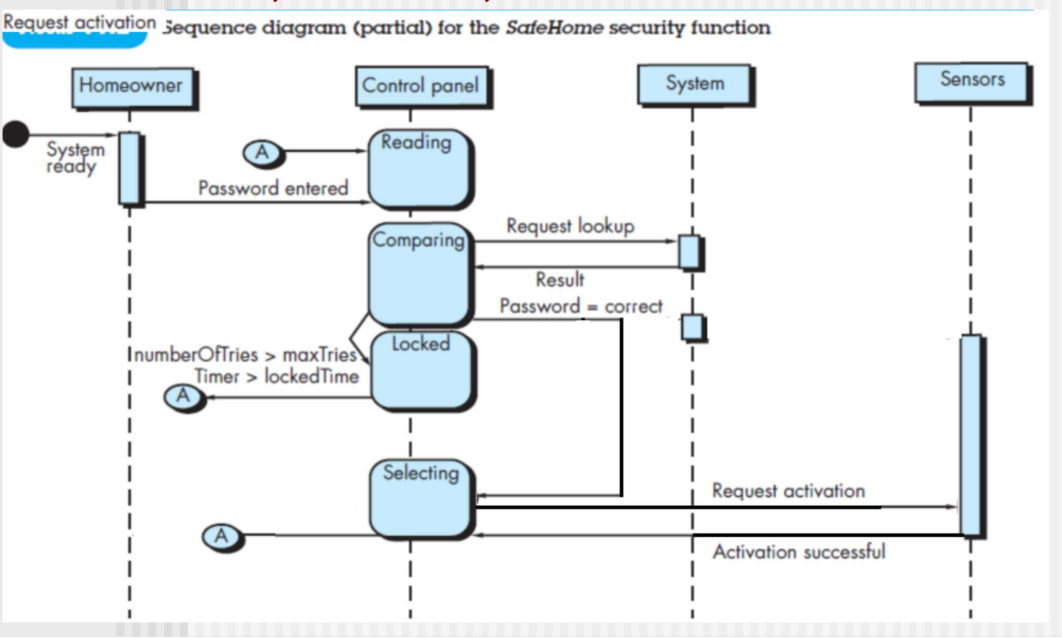 Request activation
Sequence diagram (partial) for the SafeHome security function
Homeowner
Control panel
System
Sensors
System
ready
A
Reading
Password entered
Comparing
Request lookup
Result
Password = correct
Locked
numberOfTries > maxTries
Timer > lockedTime
A
Selecting
Request activation
A
Activation successful